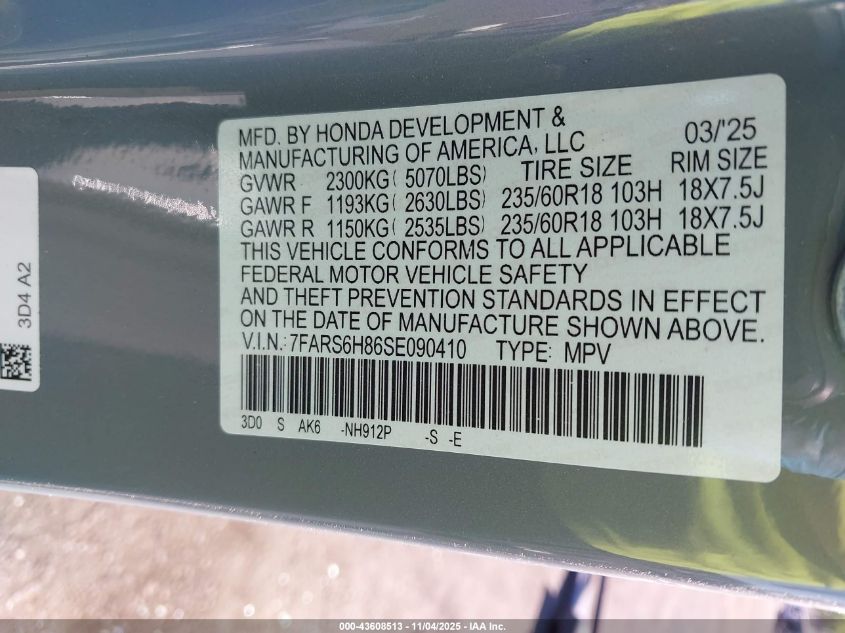 MFD. BY HONDA DEVELOPMENT & 03/'25
MANUFACTURING OF AMERICA, LLC
TIRE SIZE RIM SIZE
GVWR 2300KG( 5070LBS)
GAWR F 1193KG( 2630LBS) 235/60R18 103H 18X7.5J
GAWR R 1150KG( 2535LBS) 235/60R18 103H 18X7.5J
THIS VEHICLE CONFORMS TO ALL APPLICABLE
FEDERAL MOTOR VEHICLE SAFETY
AND THEFT PREVENTION STANDARDS IN EFFECT
ON THE DATE OF MANUFACTURE SHOWN ABOVE.
V.I.N.: 7FARS6H86SE090410 TYPE: MPV
3D0 S AK6 -NH912P -S -E
3D4 A2
000-43608513 - 11/04/2025 - IAA Inc.